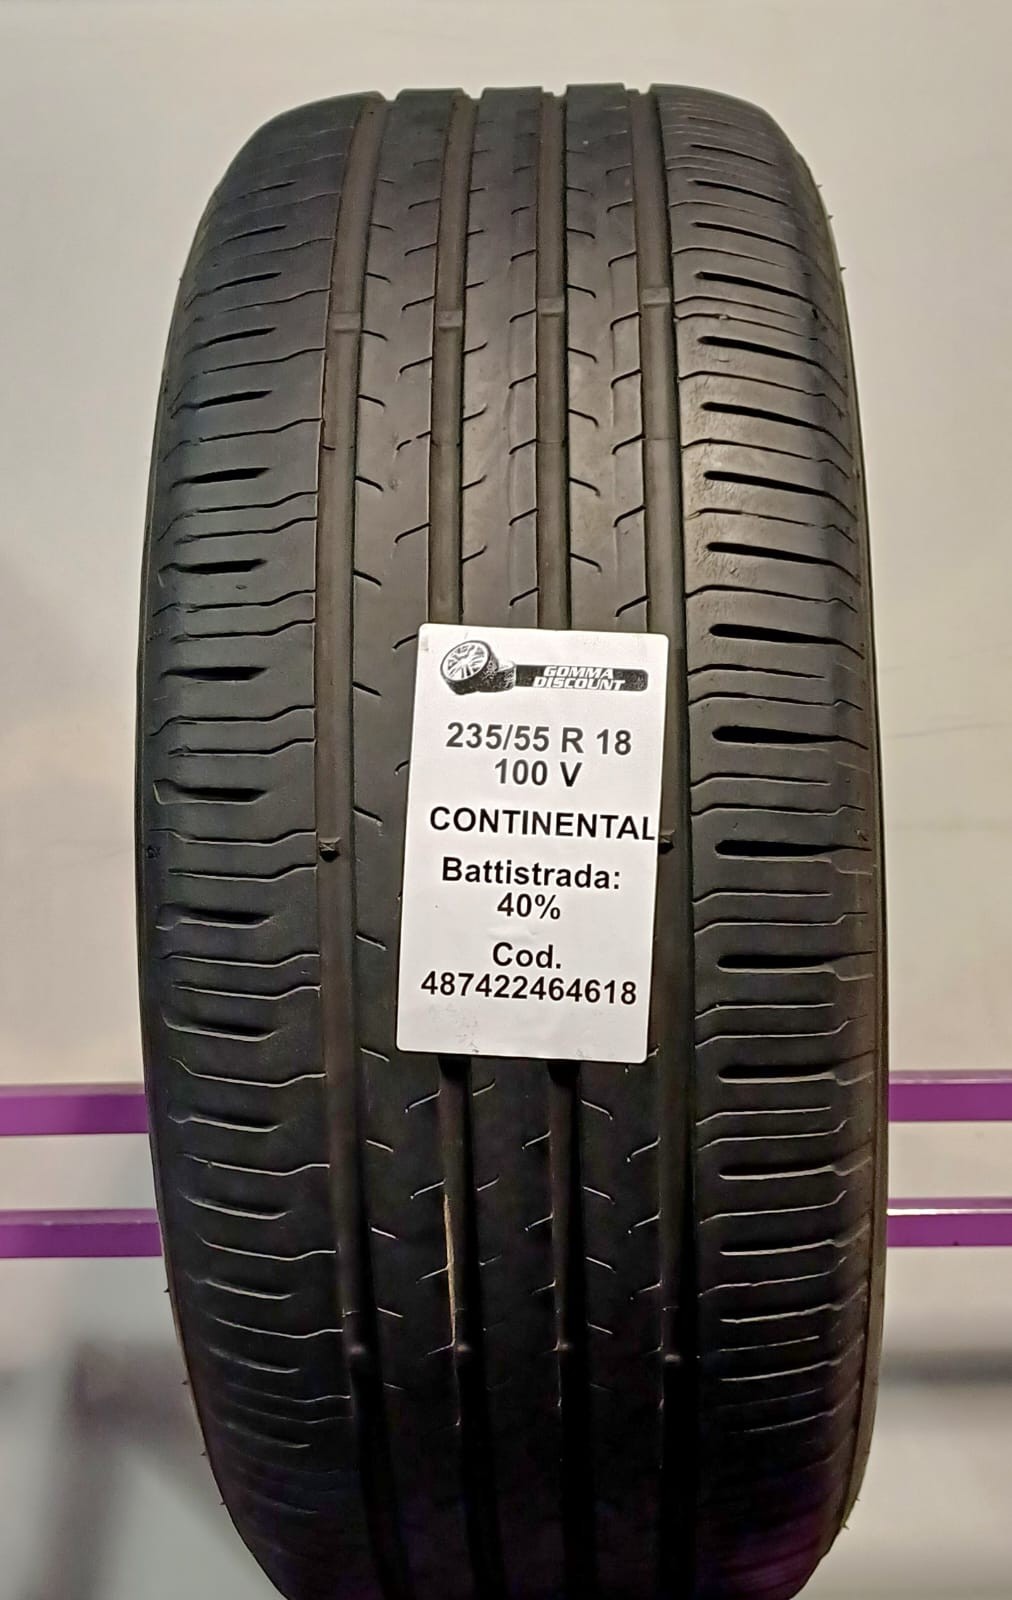 GOMMA
DISCOUNT
235/55 R 18
100 V
CONTINENTAL
Battistrada:
40%
Cod.
487422464618